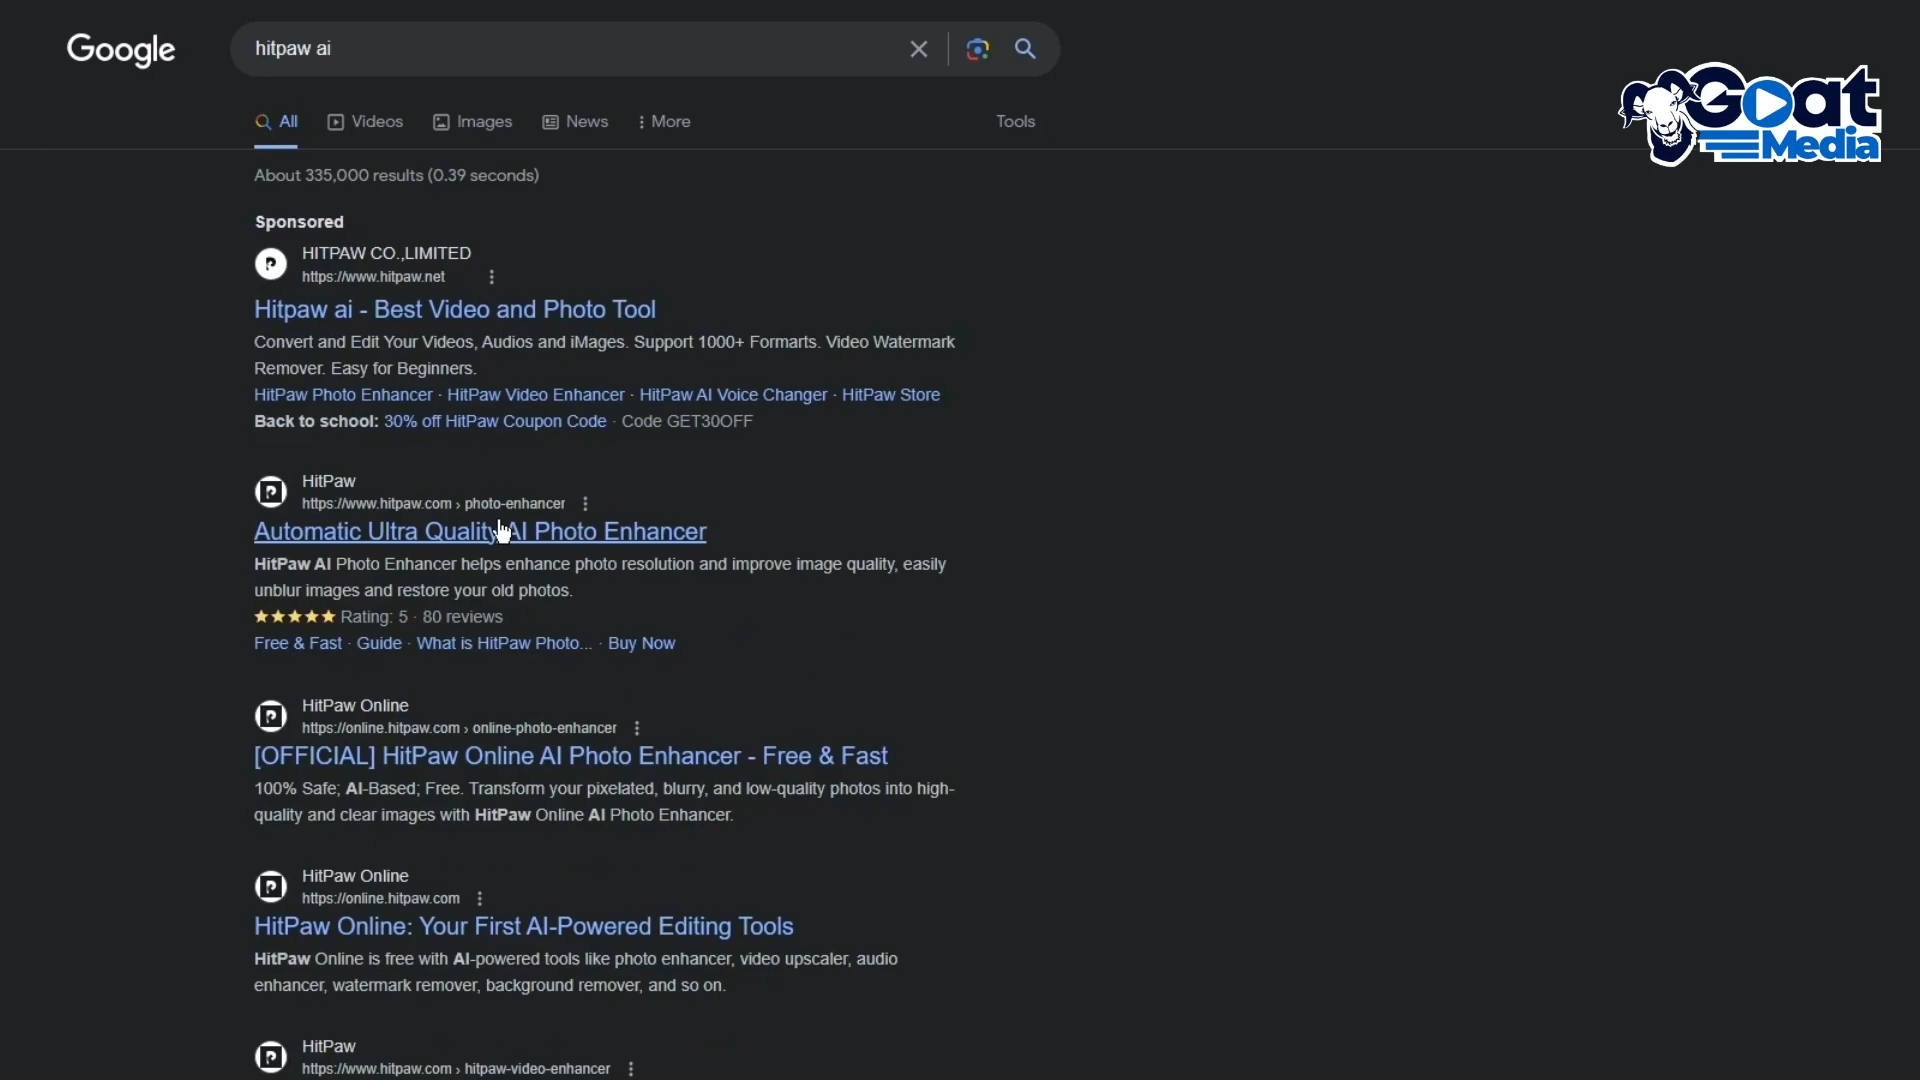 Google
hitpaw ai
All Videos Images News More Tools
Goat
Media
About 335,000 results (0.39 seconds)
Sponsored
HITPAW CO.,LIMITED
https://www.hitpaw.net
Hitpaw ai - Best Video and Photo Tool
Convert and Edit Your Videos, Audios and iMages. Support 1000+ Formarts. Video Watermark
Remover. Easy for Beginners.
HitPaw Photo Enhancer · HitPaw Video Enhancer · HitPaw AI Voice Changer · HitPaw Store
Back to school: 30% off HitPaw Coupon Code · Code GET30OFF
HitPaw
https://www.hitpaw.com › photo-enhancer
Automatic Ultra Quality AI Photo Enhancer
HitPaw AI Photo Enhancer helps enhance photo resolution and improve image quality, easily
unblur images and restore your old photos.
Rating: 5 · 80 reviews
Free & Fast · Guide · What is HitPaw Photo... · Buy Now
HitPaw Online
https://online.hitpaw.com › online-photo-enhancer
[OFFICIAL] HitPaw Online AI Photo Enhancer - Free & Fast
100% Safe; AI-Based; Free. Transform your pixelated, blurry, and low-quality photos into high-
quality and clear images with HitPaw Online AI Photo Enhancer.
HitPaw Online
https://online.hitpaw.com
HitPaw Online: Your First AI-Powered Editing Tools
HitPaw Online is free with AI-powered tools like photo enhancer, video upscaler, audio
enhancer, watermark remover, background remover, and so on.
HitPaw
https://www.hitpaw.com › hitpaw-video-enhancer